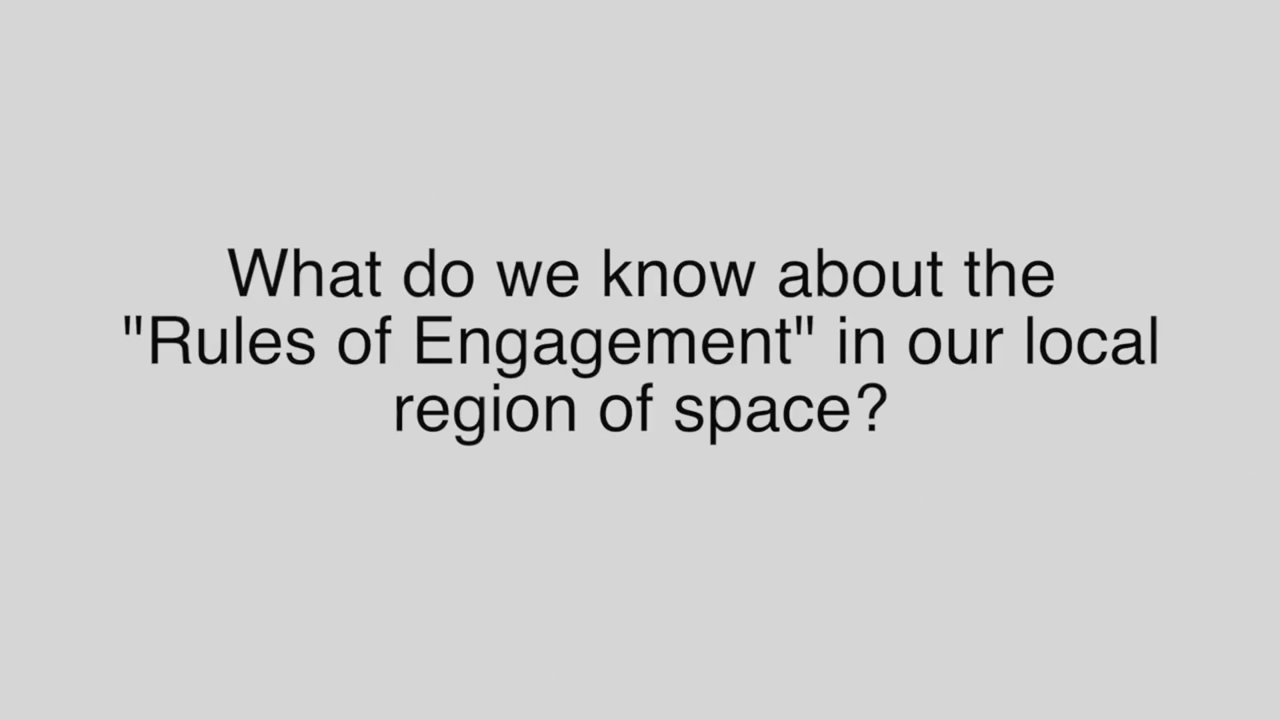 What do we know about the
"Rules of Engagement" in our local
region of space?